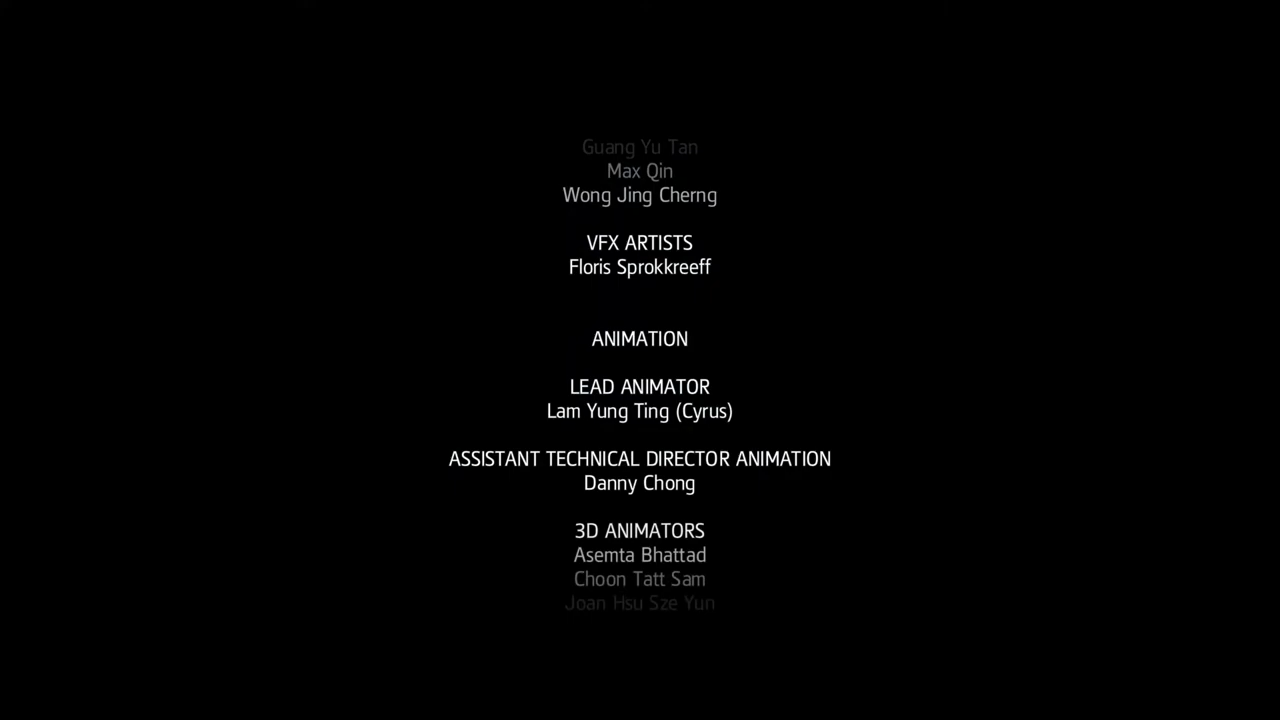 Guang Yu Tan
Max Qin
Wong Jing Cherng
VFX ARTISTS
Floris Sprokkreeff
ANIMATION
LEAD ANIMATOR
Lam Yung Ting (Cyrus)
ASSISTANT TECHNICAL DIRECTOR ANIMATION
Danny Chong
3D ANIMATORS
Asemta Bhattad
Choon Tatt Sam
Joan Hsu Sze Yun